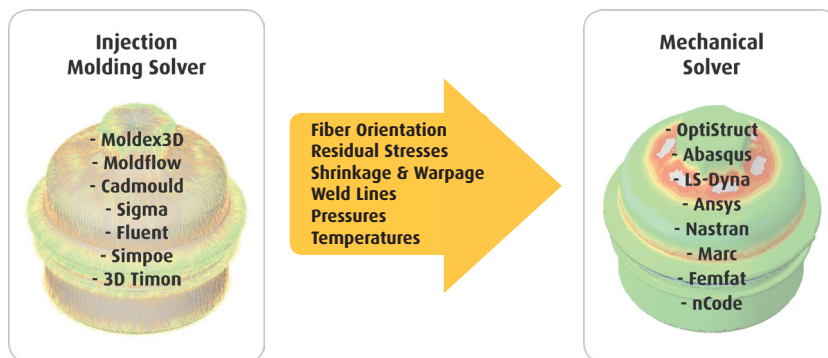 Injection
Molding Solver
- Moldex3D
- Moldflow
- Cadmould
- Sigma
- Fluent
- Simpoe
- 3D Timon
Fiber Orientation
Residual Stresses
Shrinkage & Warpage
Weld Lines
Pressures
Temperatures
Mechanical
Solver
- OptiStruct
- Abasqus
- LS-Dyna
- Ansys
- Nastran
- Marc
- Femfat
- nCode